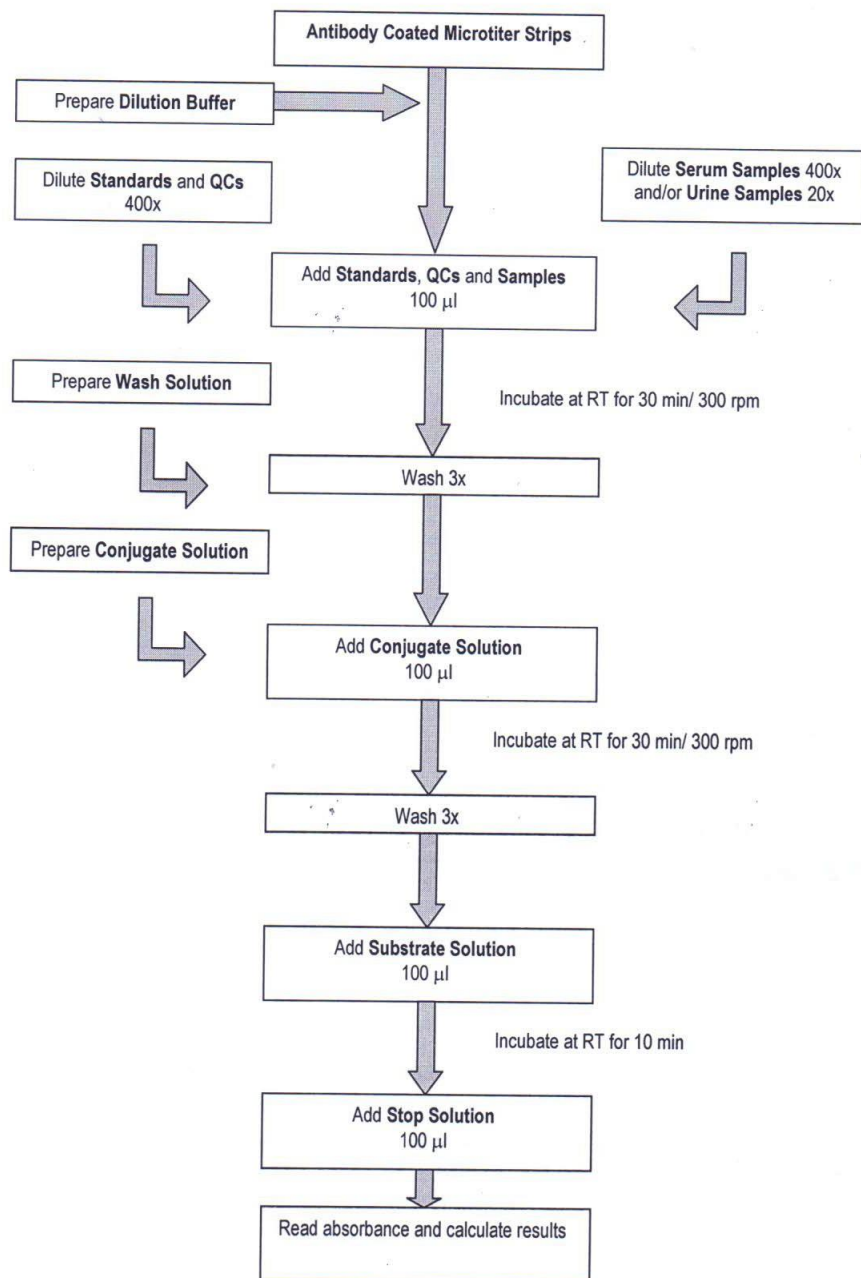 Antibody Coated Microtiter Strips
Prepare Dilution Buffer
Dilute Standards and QCs
400x
Dilute Serum Samples 400x
and/or Urine Samples 20x
Add Standards, QCs and Samples
100 µl
Prepare Wash Solution
Incubate at RT for 30 min/ 300 rpm
Wash 3x
Prepare Conjugate Solution
Add Conjugate Solution
100 µl
Incubate at RT for 30 min/ 300 rpm
Wash 3x
Add Substrate Solution
100 µl
Incubate at RT for 10 min
Add Stop Solution
100 µl
Read absorbance and calculate results